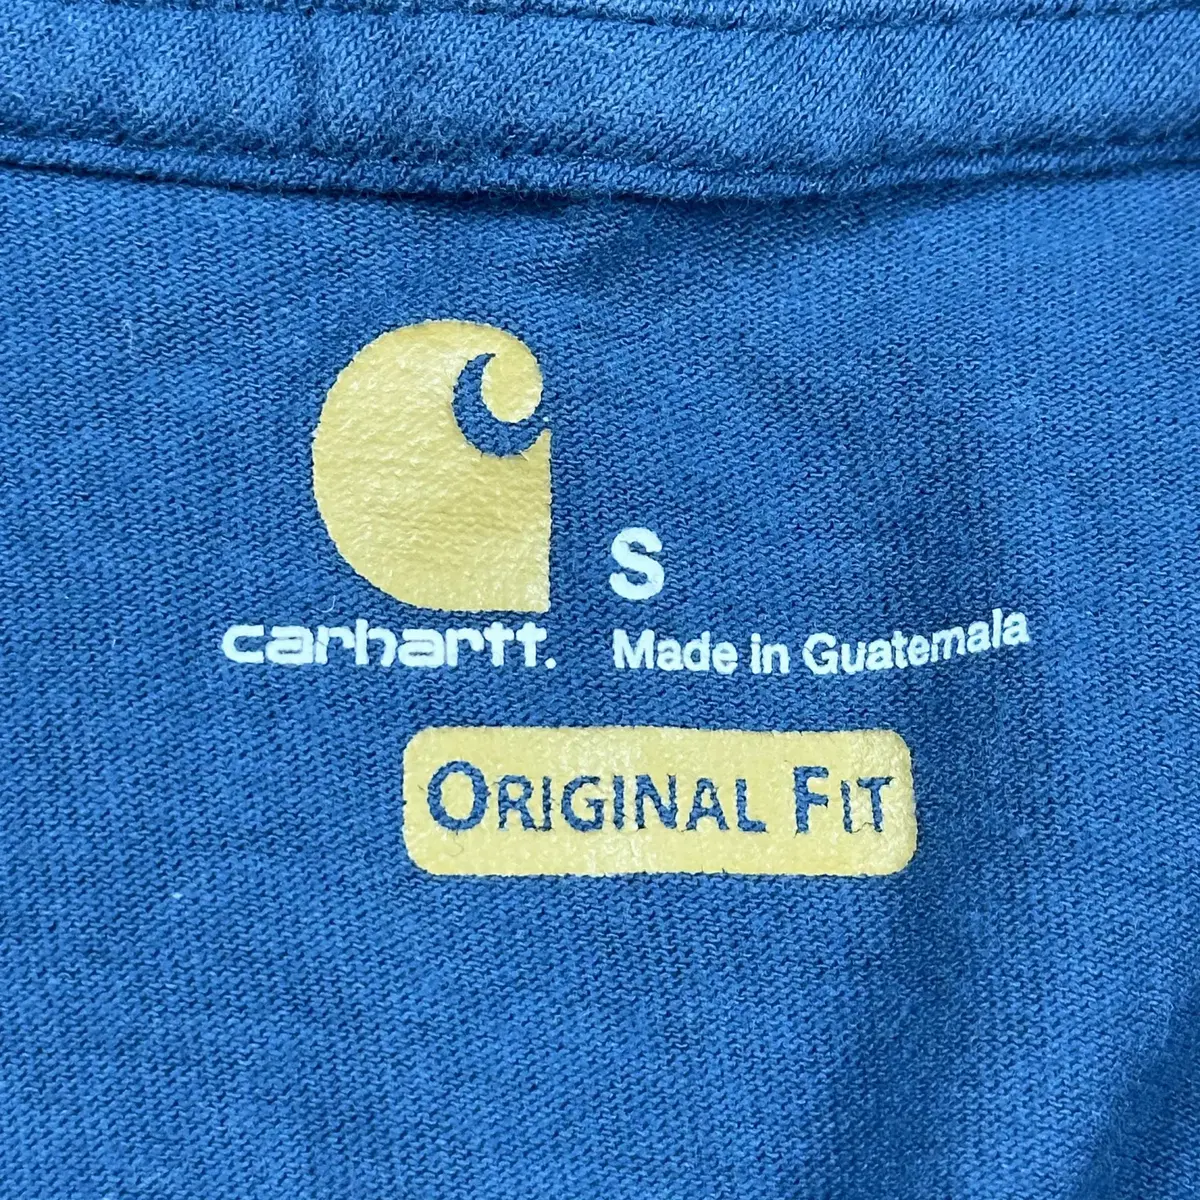 S
carhartt. Made in Guatemala
ORIGINAL FIT